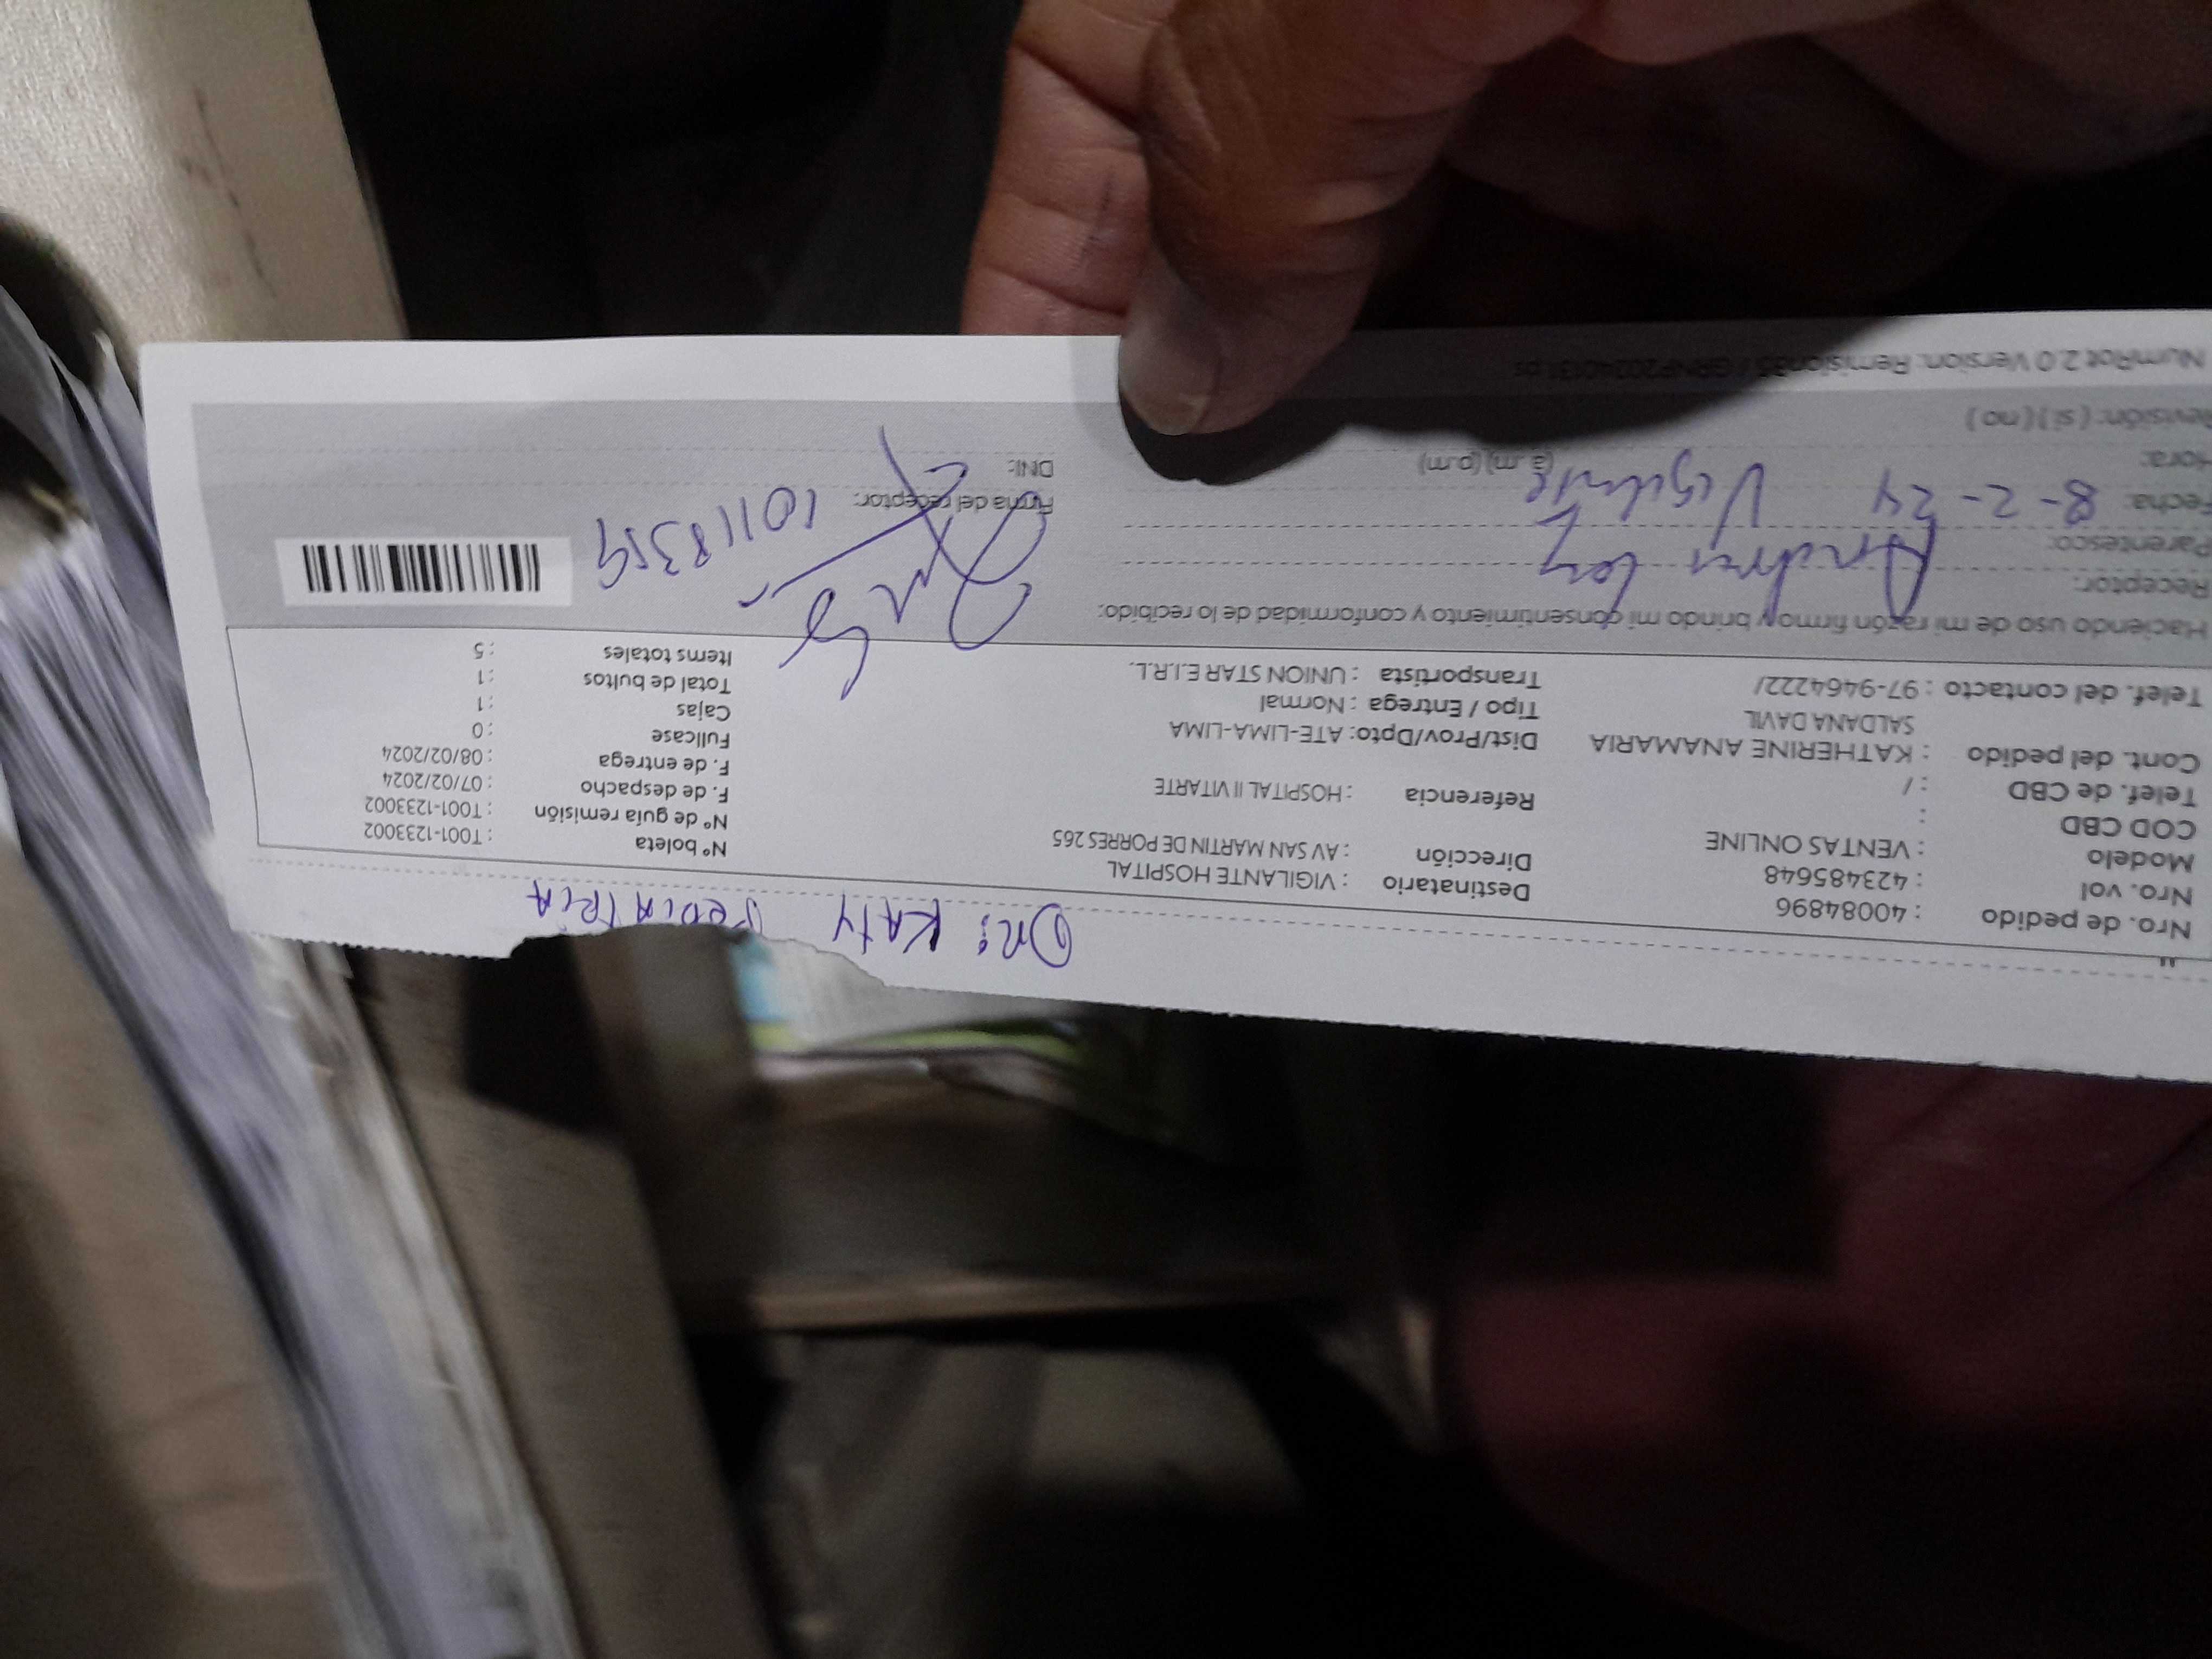 Dra: KATY PEDIATRIA
Nro. de pedido : 40084896
Nro. vol : 423485648
Modelo : VENTAS ONLINE
COD CBD :
Telef. de CBD : /
Cont. del pedido : KATHERINE ANAMARIA
SALDANA DAVIL
Telef. del contacto : 97-9464222/
Destinatario : VIGILANTE HOSPITAL
Dirección : AV SAN MARTIN DE PORRES 265
Referencia : HOSPITAL II VITARTE
Dist/Prov/Dpto: ATE-LIMA-LIMA
Tipo / Entrega : Normal
Transportista : UNION STAR E.I.R.L.
Nº boleta : T001-1233002
Nº de guía remisión : T001-1233002
F. de despacho : 07/02/2024
F. de entrega : 08/02/2024
Fullcase : 0
Cajas : 1
Total de bultos : 1
Items totales : 5
Haciendo uso de mi razón firmo y brindo mi consentimiento y conformidad de lo recibido:
Receptor:
Parentesco:
Fecha: 8-2-24 Vigilante
Hora: (a.m) (p.m)
Revisión: ( si ) ( no )
Firma del receptor:
DNI:
NumRot 2.0 Version: Remision35 / GRNP20240131.ps